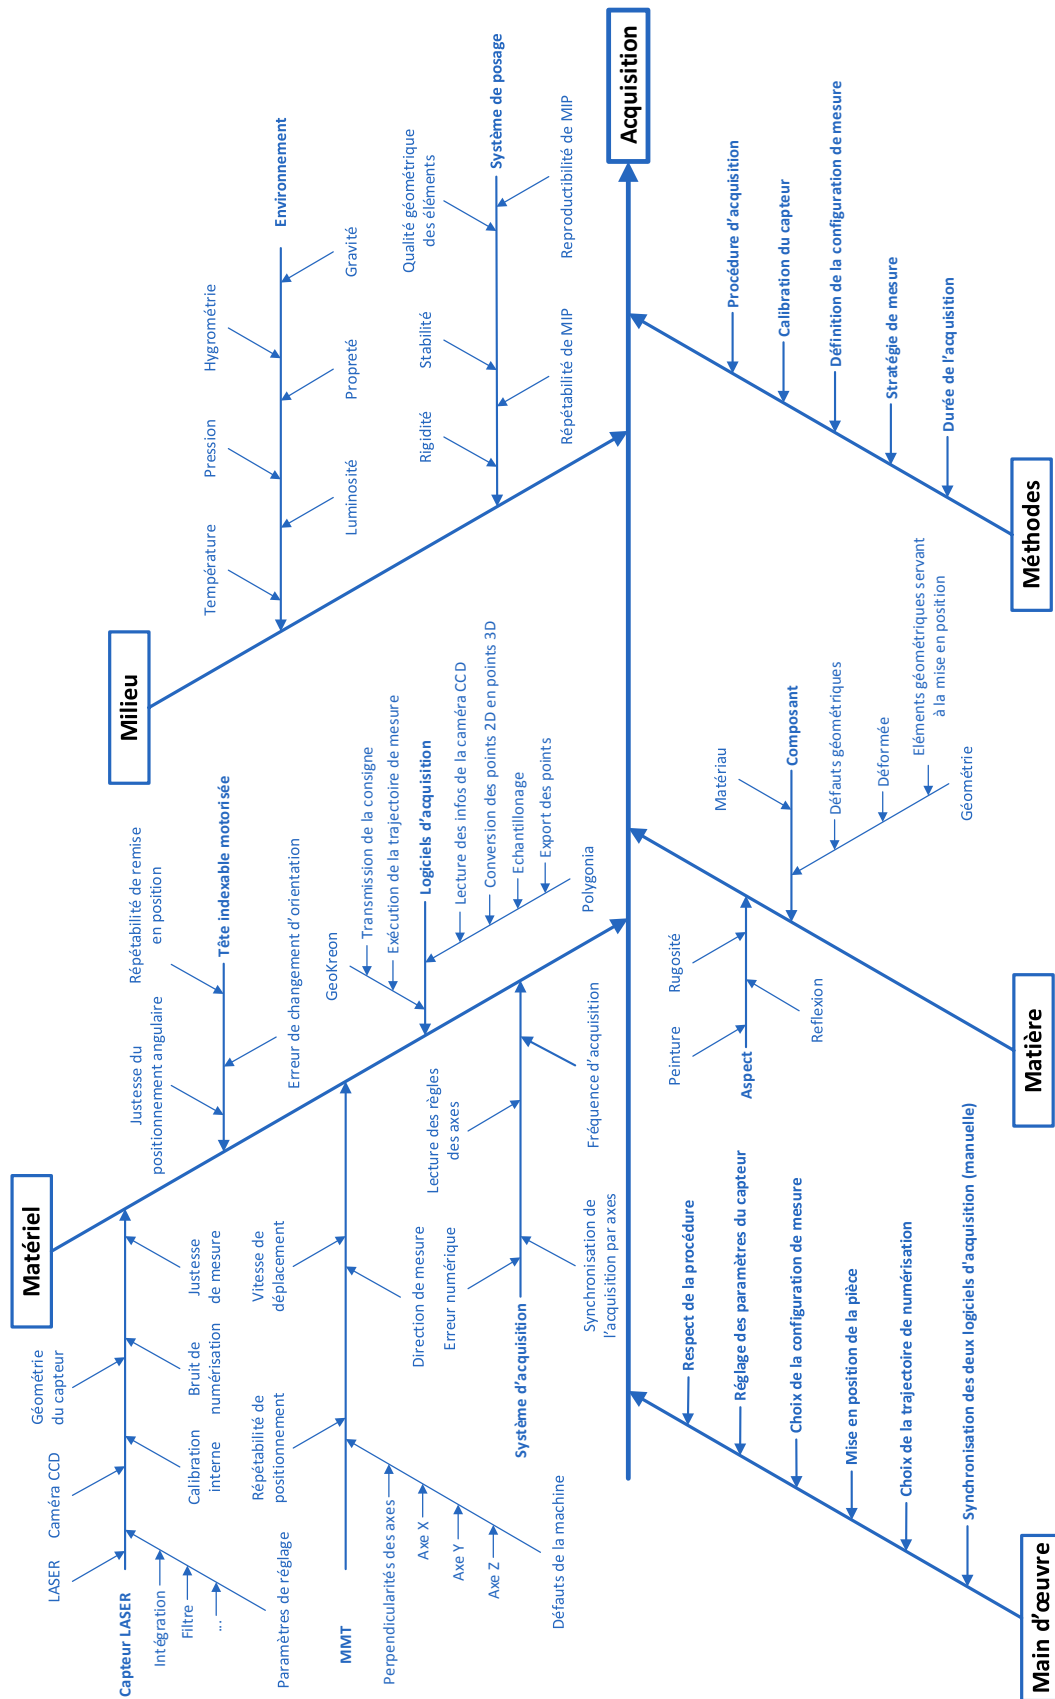 Matériel
Capteur LASER
LASER
Caméra CCD
Géométrie
du capteur
Paramètres de réglage
Intégration
Filtre
...
Calibration
interne
Bruit de
numérisation
Justesse
de mesure
Tête indexable motorisée
Justesse du
positionnement angulaire
Répétabilité de remise
en position
Erreur de changement d'orientation
MMT
Répétabilité de
positionnement
Vitesse de
déplacement
Défauts de la machine
Perpendicularités des axes
Axe X
Axe Y
Axe Z
Direction de mesure
Logiciels d'acquisition
GeoKreon
Transmission de la consigne
Exécution de la trajectoire de mesure
Polygonia
Lecture des infos de la caméra CCD
Conversion des points 2D en points 3D
Echantillonage
Export des points
Système d'acquisition
Erreur numérique
Lecture des règles
des axes
Synchronisation de
l'acquisition par axes
Fréquence d'acquisition
Milieu
Environnement
Température
Pression
Hygrométrie
Luminosité
Propreté
Gravité
Système de posage
Rigidité
Stabilité
Qualité géométrique
des éléments
Répétabilité de MIP
Reproductibilité de MIP
Acquisition
Main d'œuvre
Respect de la procédure
Réglage des paramètres du capteur
Choix de la configuration de mesure
Mise en position de la pièce
Choix de la trajectoire de numérisation
Synchronisation des deux logiciels d'acquisition (manuelle)
Matière
Aspect
Peinture
Rugosité
Reflexion
Composant
Matériau
Géométrie
Défauts géométriques
Déformée
Eléments géométriques servant
à la mise en position
Méthodes
Procédure d'acquisition
Calibration du capteur
Définition de la configuration de mesure
Stratégie de mesure
Durée de l'acquisition